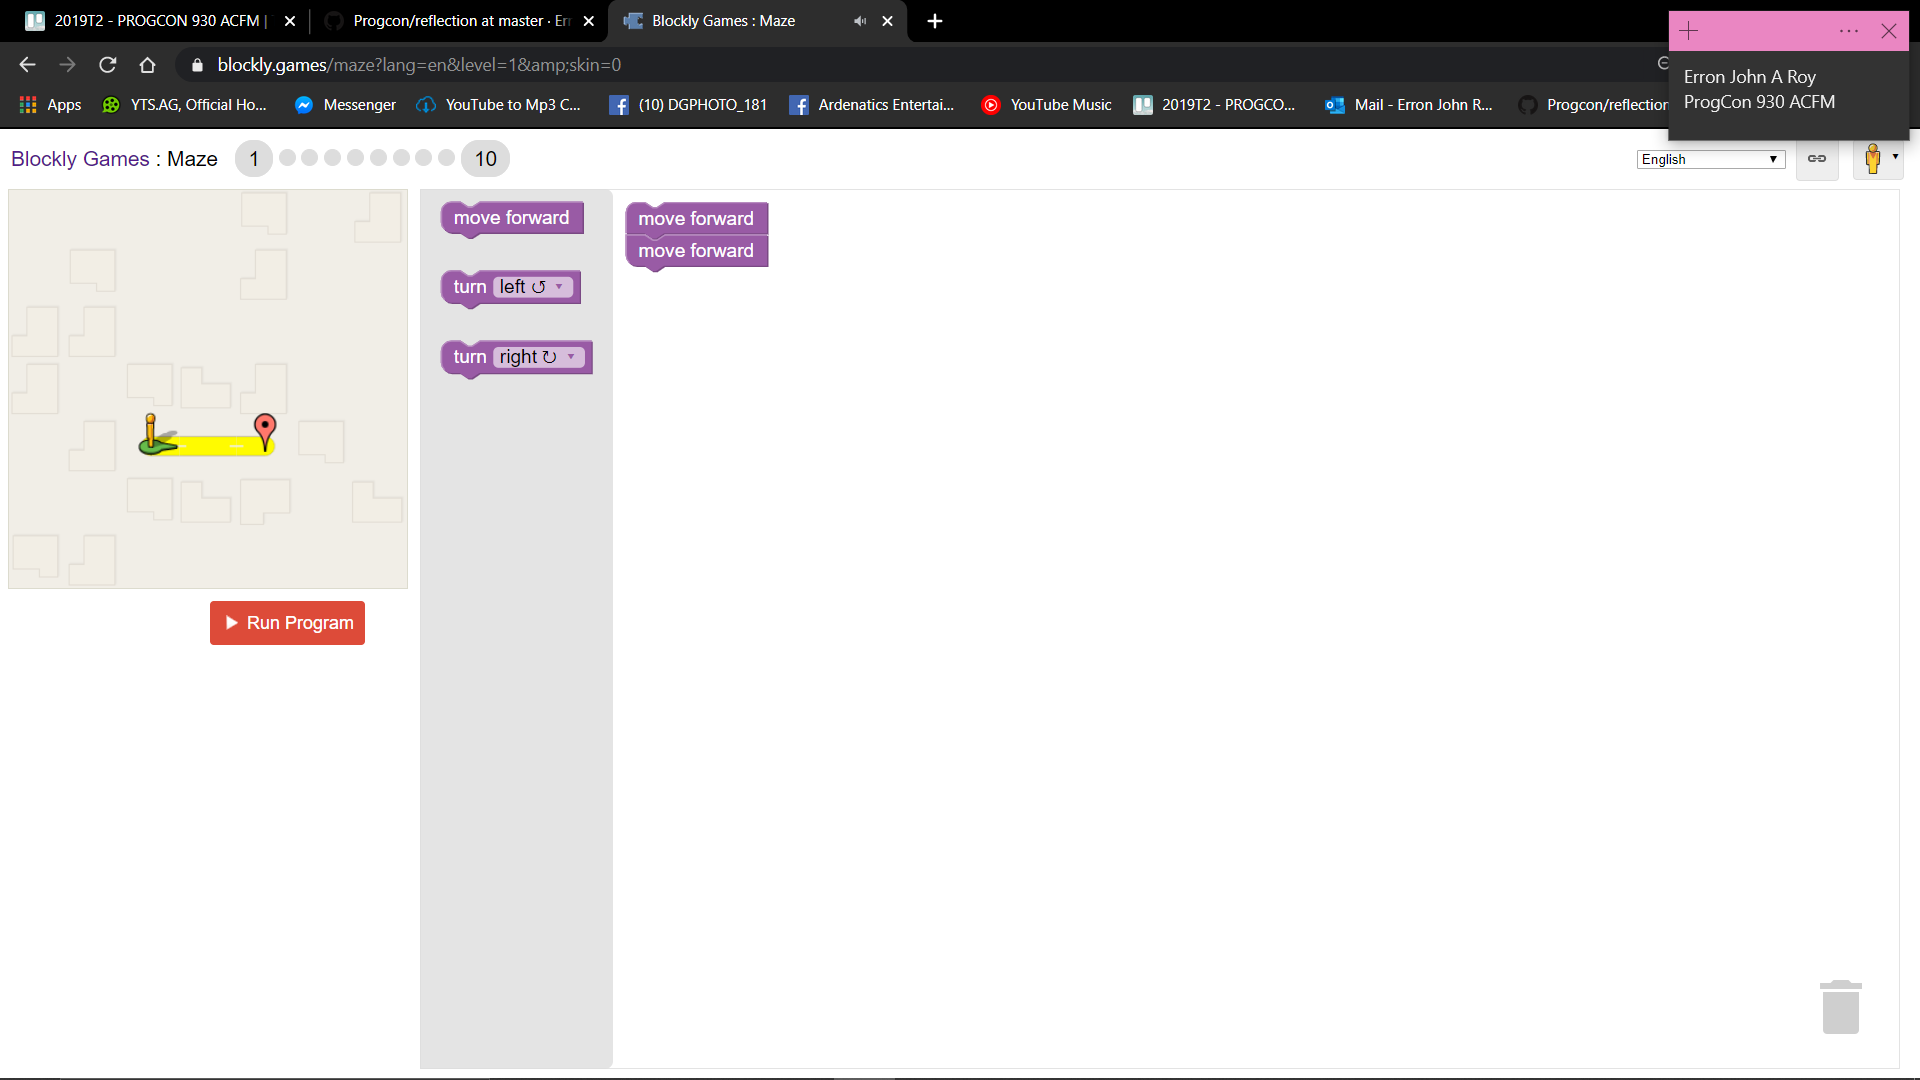 2019T2 - PROGCON 930 ACFM |
Progcon/reflection at master · Er
Blockly Games : Maze
blockly.games/maze?lang=en&level=1&amp;skin=0
Apps
YTS.AG, Official Ho...
Messenger
YouTube to Mp3 C...
(10) DGPHOTO_181
Ardenatics Entertai...
YouTube Music
2019T2 - PROGCO...
Mail - Erron John R...
Progcon/reflection
Erron John A Roy
ProgCon 930 ACFM
Blockly Games : Maze
1
10
English
move forward
turn left ↺
turn right ↻
move forward
move forward
Run Program